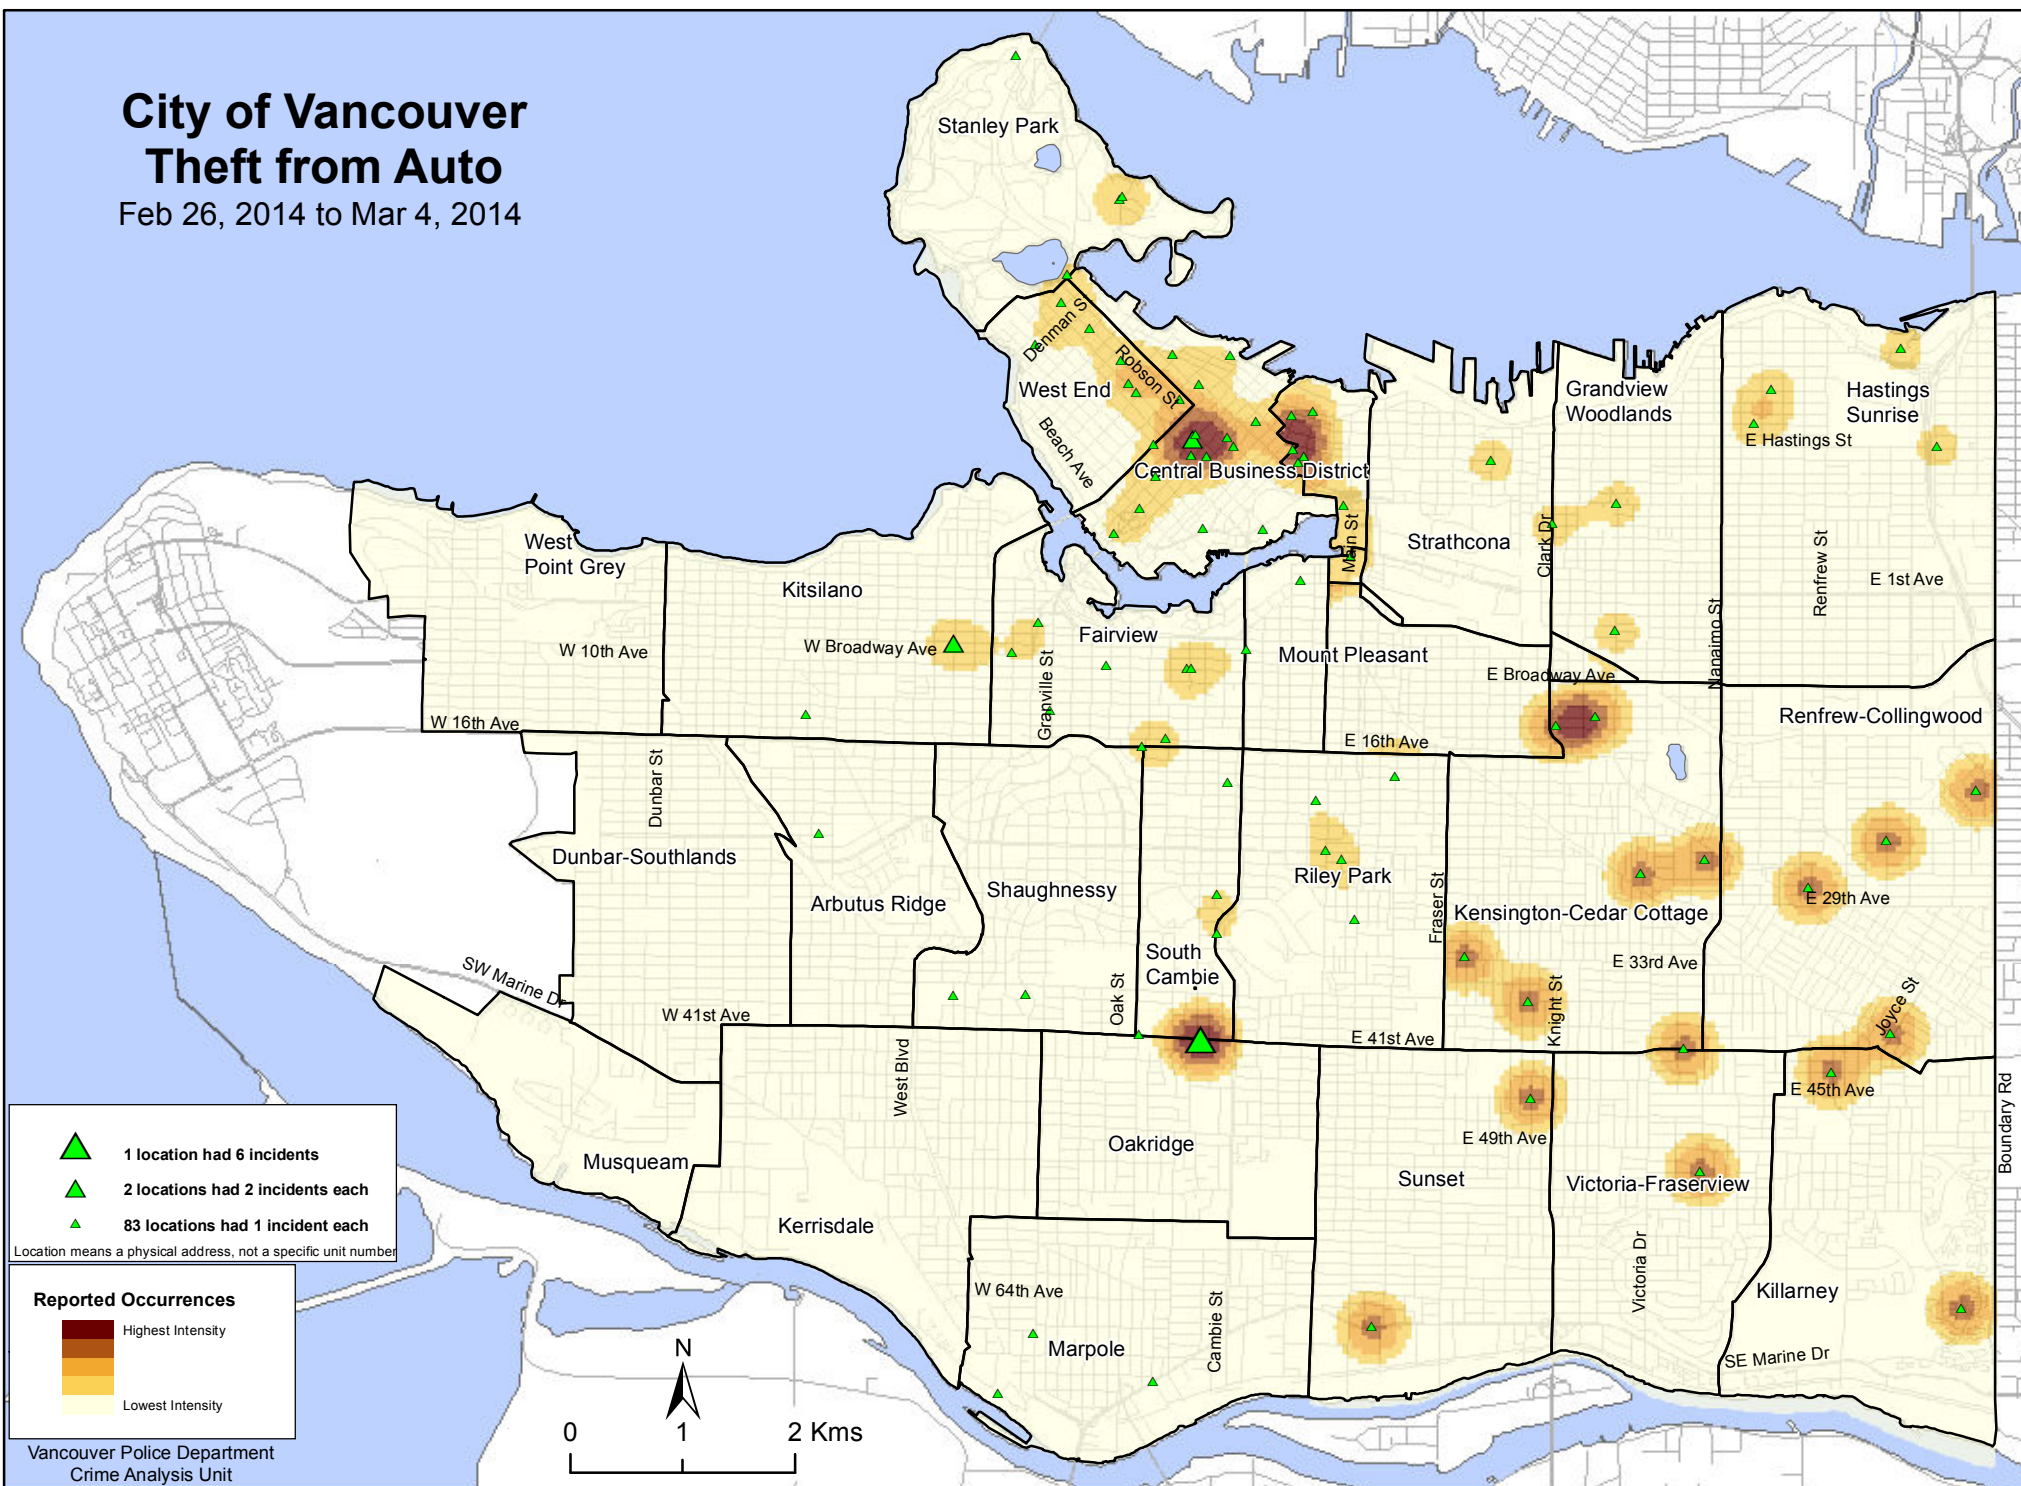 City of Vancouver
Theft from Auto
Feb 26, 2014 to Mar 4, 2014
Stanley Park
Denman S
Robson St
West End
Beach Ave
Central Business District
Main St
Grandview
Woodlands
Hastings
Sunrise
E Hastings St
Strathcona
Clark Dr
Nanaimo St
Renfrew St
E 1st Ave
West
Point Grey
Kitsilano
W 10th Ave
W Broadway Ave
Fairview
Granville St
Mount Pleasant
E Broadway Ave
W 16th Ave
E 16th Ave
Renfrew-Collingwood
Dunbar St
Dunbar-Southlands
Arbutus Ridge
Shaughnessy
Riley Park
Fraser St
Kensington-Cedar Cottage
E 29th Ave
South
Cambie
E 33rd Ave
SW Marine Dr
W 41st Ave
Oak St
E 41st Ave
Knight St
Joyce St
West Blvd
E 45th Ave
Boundary Rd
Musqueam
Oakridge
E 49th Ave
Sunset
Victoria-Fraserview
Kerrisdale
Victoria Dr
W 64th Ave
Cambie St
Marpole
Killarney
SE Marine Dr
1 location had 6 incidents
2 locations had 2 incidents each
83 locations had 1 incident each
Location means a physical address, not a specific unit number
Reported Occurrences
Highest Intensity
Lowest Intensity
Vancouver Police Department
Crime Analysis Unit
N
0 1 2 Kms